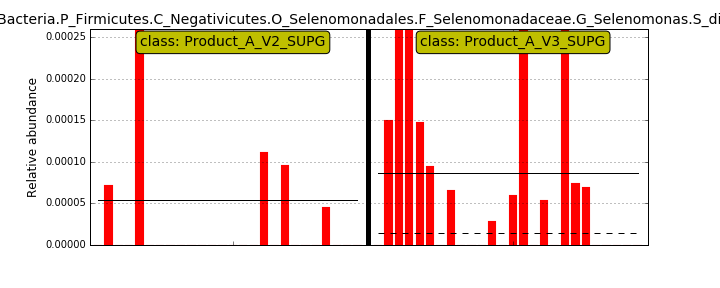 Bacteria.P_Firmicutes.C_Negativicutes.O_Selenomonadales.F_Selenomonadaceae.G_Selenomonas.S_di
class: Product_A_V2_SUPG class: Product_A_V3_SUPG
Relative abundance
0.00025
0.00020
0.00015
0.00010
0.00005
0.00000